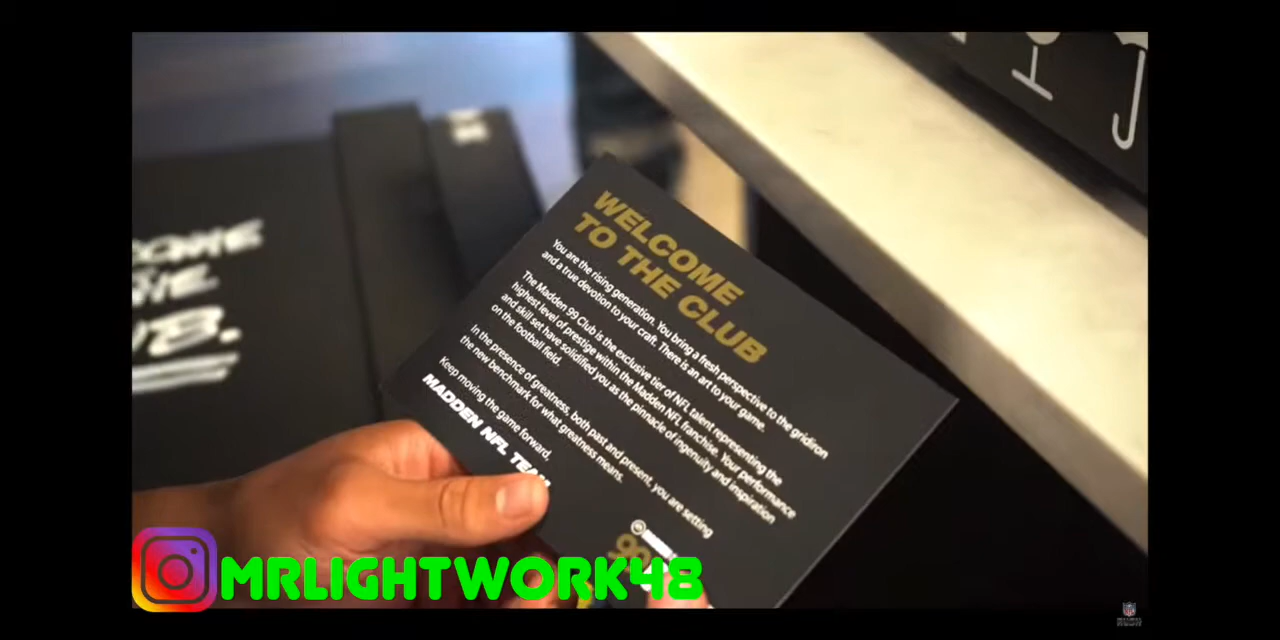 WELCOME
TO THE CLUB
You are the rising generation. You bring a fresh perspective to the gridiron
and a true devotion to your craft. There is an art to your game.
The Madden 99 Club is the exclusive tier of NFL talent representing the
highest level of prestige within the Madden NFL franchise. Your performance
and skill set have solidifed you as the pinnacle of ingenuity and inspiration
on the football field.
In the presence of greatness, both past and present, you are setting
the new benchmark for what greatness means.
Keep moving the game forward.
MADDEN NFL TEAM
99
MRLIGHTWORK48